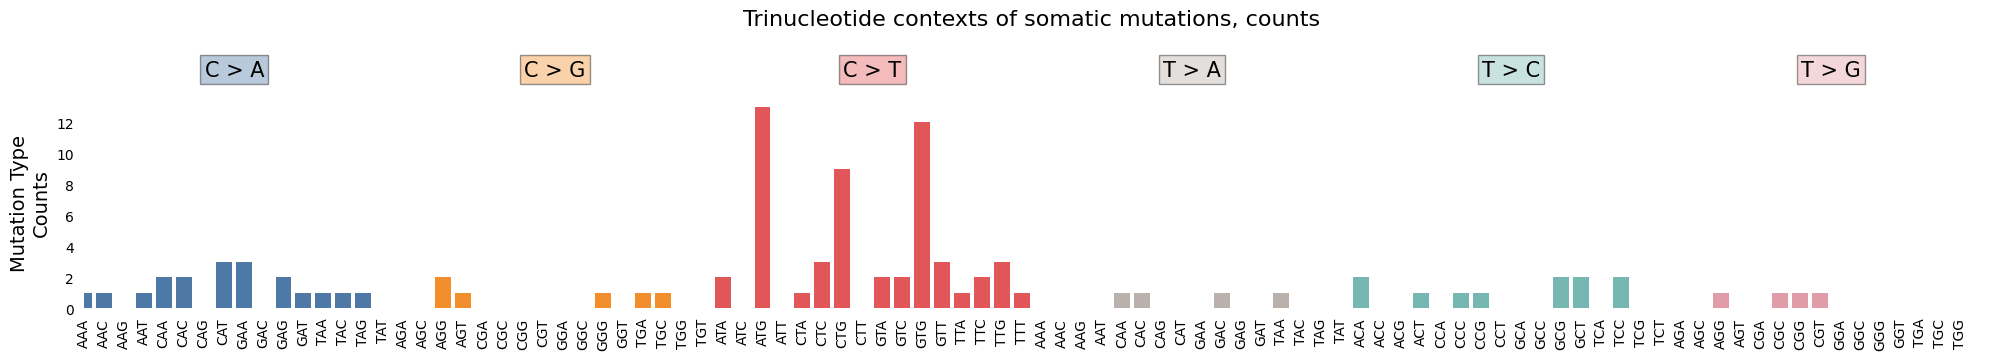 Trinucleotide contexts of somatic mutations, counts
C > A C > G C > T T > A T > C T > G
Mutation Type
Counts
12
10
8
6
4
2
0
AAA AAC AAG AAT CAA CAC CAG CAT GAA GAC GAG GAT TAA TAC TAG TAT AGA AGC AGG AGT CGA CGC CGG CGT GGA GGC GGG GGT TGA TGC TGG TGT ATA ATC ATG ATT CTA CTC CTG CTT GTA GTC GTG GTT TTA TTC TTG TTT AAA AAC AAG AAT CAA CAC CAG CAT GAA GAC GAG GAT TAA TAC TAG TAT ACA ACC ACG ACT CCA CCC CCG CCT GCA GCC GCG GCT TCA TCC TCG TCT AGA AGC AGG AGT CGA CGC CGG CGT GGA GGC GGG GGT TGA TGC TGG